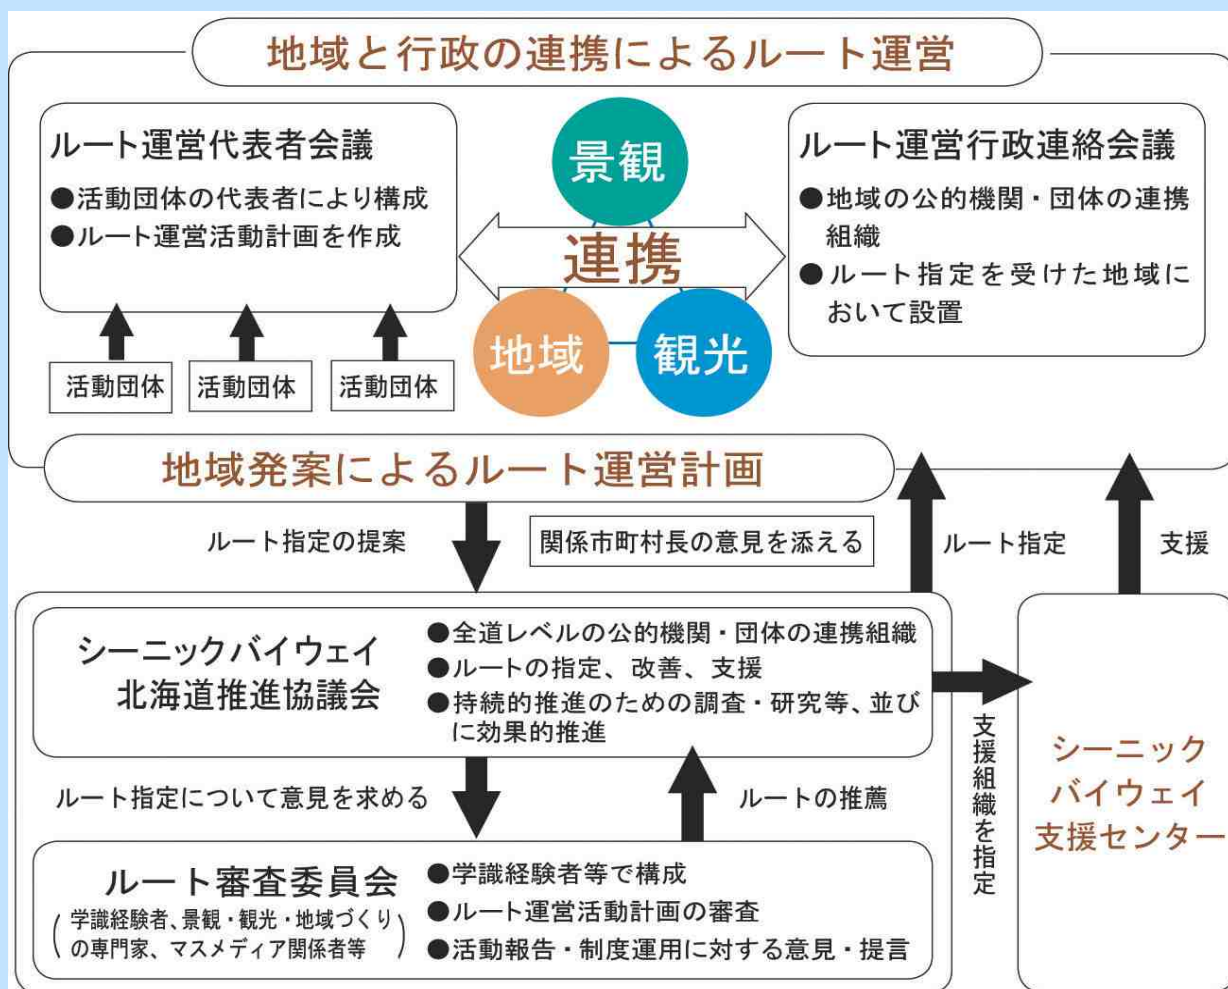 地域と行政の連携によるルート運営
ルート運営代表者会議
●活動団体の代表者により構成
●ルート運営活動計画を作成
活動団体
活動団体
活動団体
景観
連携
地域
観光
ルート運営行政連絡会議
●地域の公的機関・団体の連携
組織
●ルート指定を受けた地域に
おいて設置
地域発案によるルート運営計画
ルート指定の提案
関係市町村長の意見を添える
ルート指定
支援
シーニックバイウェイ
北海道推進協議会
●全道レベルの公的機関・団体の連携組織
●ルートの指定、改善、支援
●持続的推進のための調査・研究等、並び
に効果的推進
ルート指定について意見を求める
ルートの推薦
ルート審査委員会
(学識経験者、景観・観光・地域づくり
の専門家、マスメディア関係者等)
●学識経験者等で構成
●ルート運営活動計画の審査
●活動報告・制度運用に対する意見・提言
支援組織を指定
シーニック
バイウェイ
支援センター